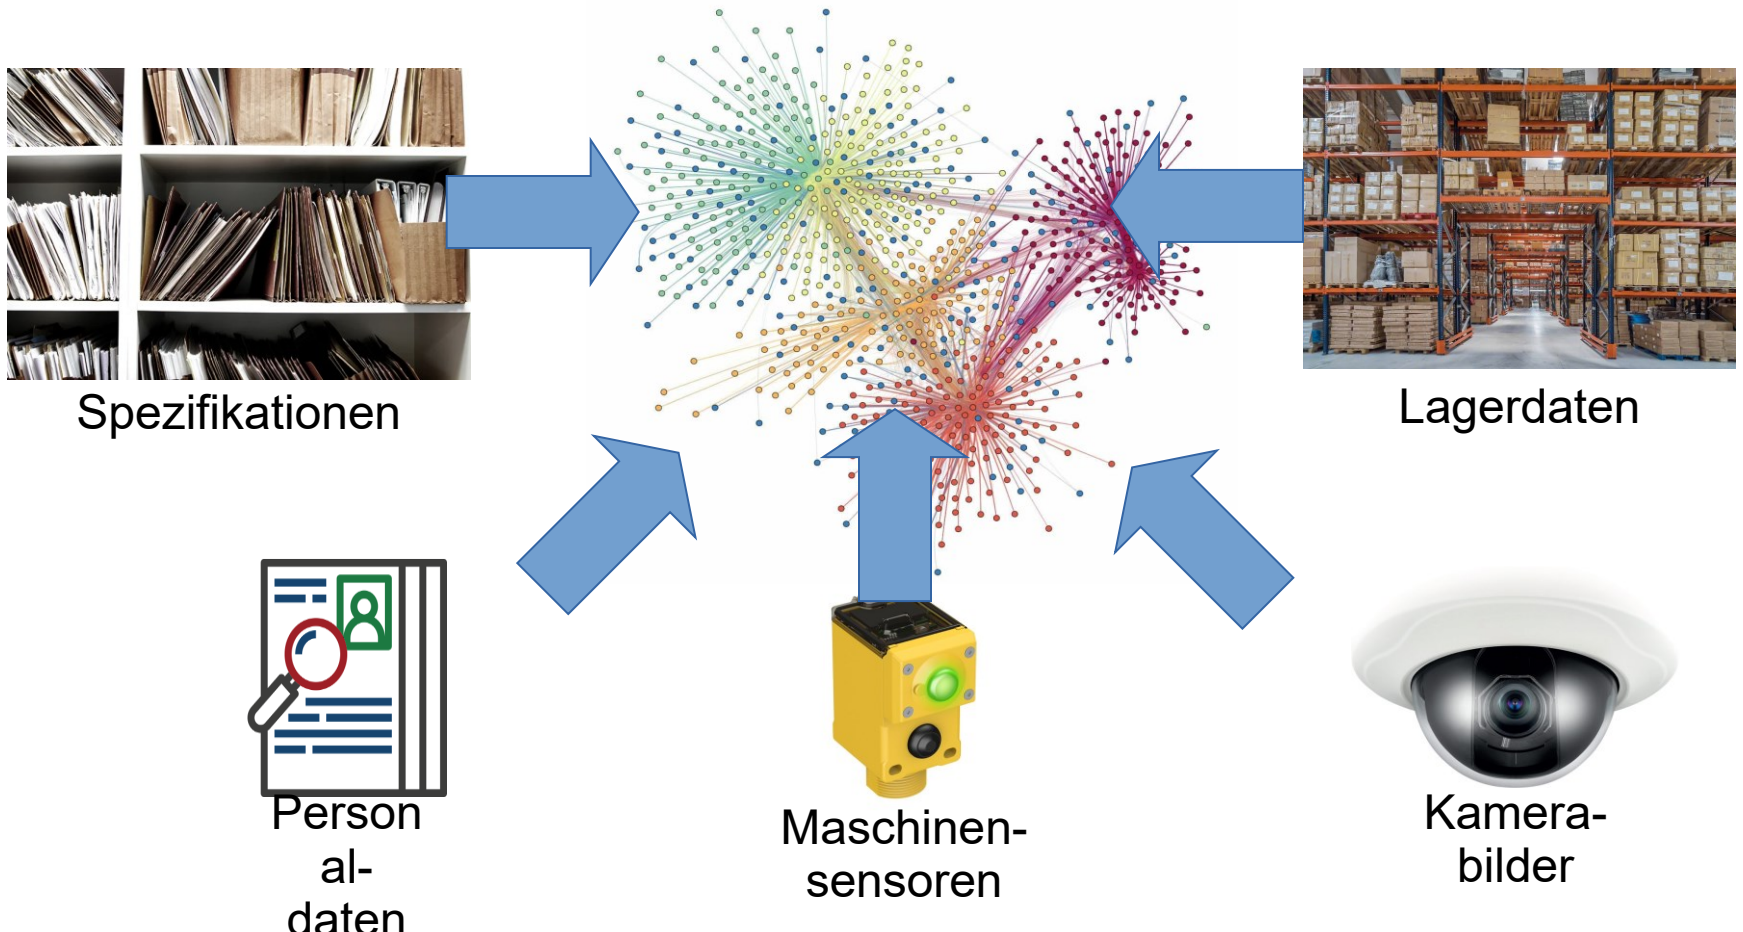 Spezifikationen
Lagerdaten
Person
al-
daten
Maschinen-
sensoren
Kamera-
bilder